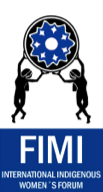 FIMI
INTERNATIONAL INDIGENOUS
WOMEN´S FORUM